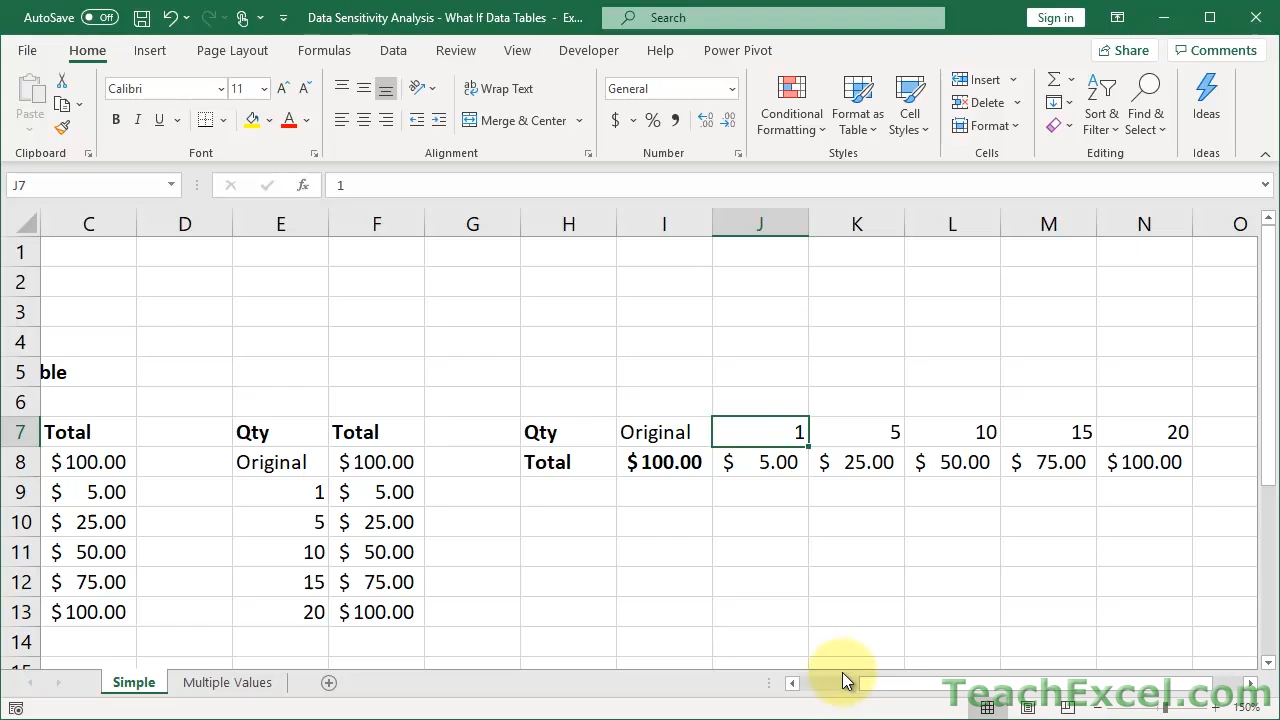 AutoSave Off Data Sensitivity Analysis - What If Data Tables - Ex... Search Sign in
File Home Insert Page Layout Formulas Data Review View Developer Help Power Pivot Share Comments
Paste Calibri 11 A A Wrap Text General Conditional Formatting Format as Table Cell Styles Insert Delete Format Sort & Filter Find & Select Ideas
B I U A Merge & Center $ %
Clipboard Font Alignment Number Styles Cells Editing Ideas
J7 fx 1
C D E F G H I J K L M N O
1
2
3
4
5 ble
6
7 Total Qty Total Qty Original 1 5 10 15 20
8 $100.00 Original $100.00 Total $100.00 $ 5.00 $ 25.00 $ 50.00 $ 75.00 $100.00
9 $ 5.00 1 $ 5.00
10 $ 25.00 5 $ 25.00
11 $ 50.00 10 $ 50.00
12 $ 75.00 15 $ 75.00
13 $100.00 20 $100.00
14
15
Simple Multiple Values
TeachExcel.com
150%